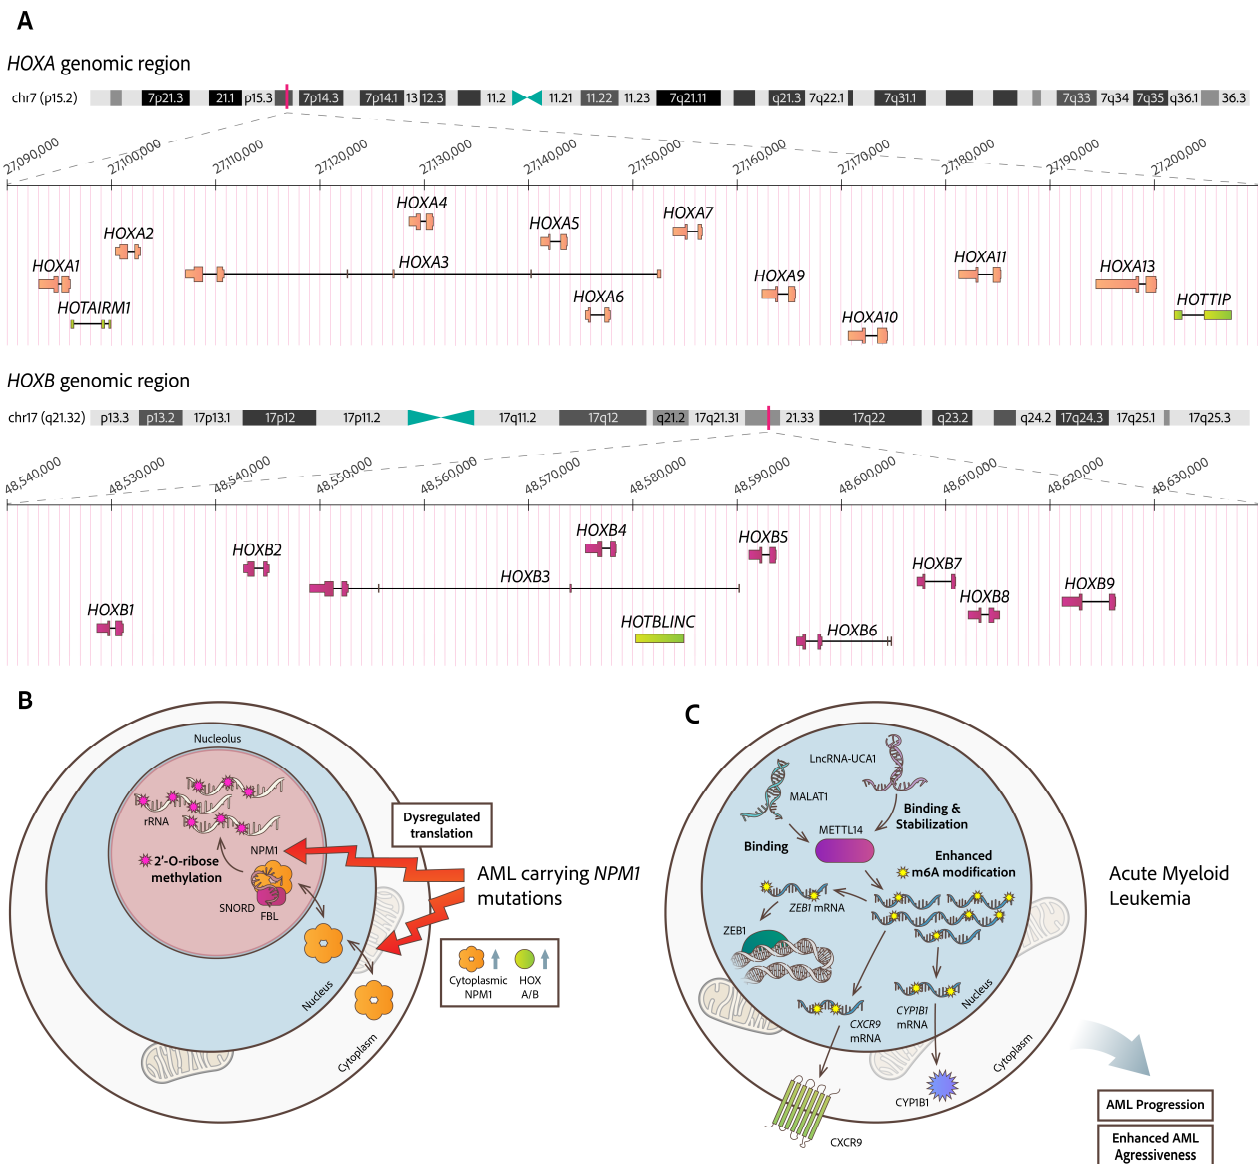 A
HOXA genomic region
chr7 (p15.2) 7p21.3 21.1 p15.3 7p14.3 7p14.1 13 12.3 11.2 11.21 11.22 11.23 7q21.11 q21.3 7q22.1 7q31.1 7q33 7q34 7q35 q36.1 36.3
27,090,000 27,100,000 27,110,000 27,120,000 27,130,000 27,140,000 27,150,000 27,160,000 27,170,000 27,180,000 27,190,000 27,200,000
HOXA4
HOXA7
HOXA5
HOXA2
HOXA11
HOXA3
HOXA1
HOXA13
HOXA9
HOXA6
HOTTIP
HOTAIRM1
HOXA10
HOXB genomic region
chr17 (q21.32) p13.3 p13.2 17p13.1 17p12 17p11.2 17q11.2 17q12 q21.2 17q21.31 21.33 17q22 q23.2 q24.2 17q24.3 17q25.1 17q25.3
48,540,000 48,530,000 48,540,000 48,550,000 48,560,000 48,570,000 48,580,000 48,590,000 48,600,000 48,610,000 48,620,000 48,630,000
HOXB4
HOXB5
HOXB2
HOXB7
HOXB3
HOXB9
HOXB8
HOXB1
HOTBLINC
HOXB6
B
Nucleolus
rRNA
NPM1
2'-O-ribose
methylation
SNORD
FBL
Nucleus
Cytoplasm
Dysregulated
translation
AML carrying NPM1
mutations
Cytoplasmic
NPM1
HOX
A/B
C
LncRNA-UCA1
MALAT1
Binding &
Stabilization
METTL14
Binding
Enhanced
m6A modification
ZEB1 mRNA
ZEB1
CXCR9
mRNA
CYP1B1
mRNA
Nucleus
Cytoplasm
CYP1B1
CXCR9
Acute Myeloid
Leukemia
AML Progression
Enhanced AML
Agressiveness